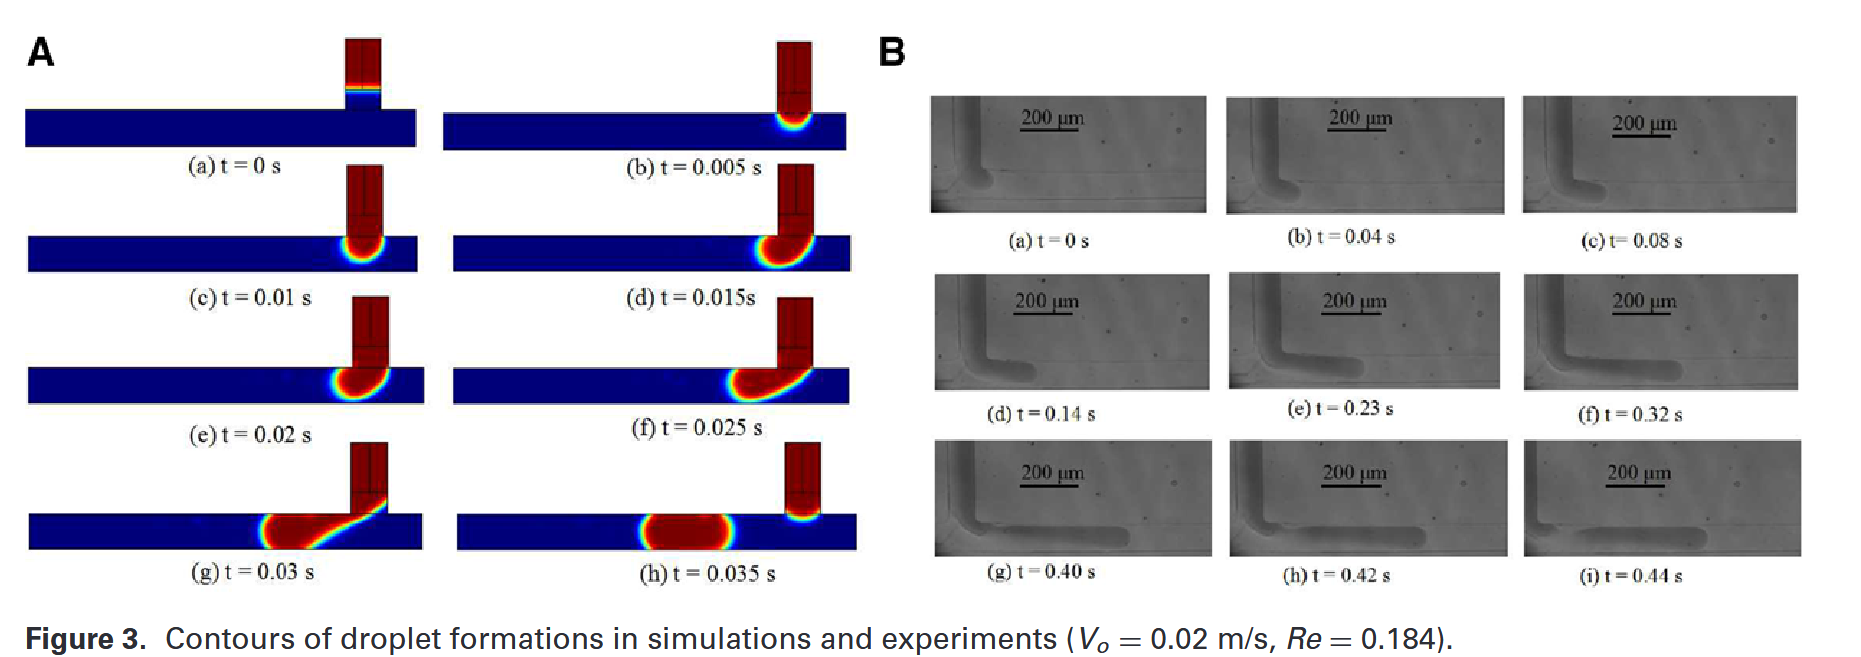 A
B
(a) t = 0 s
(b) t = 0.005 s
(c) t = 0.01 s
(d) t = 0.015s
(e) t = 0.02 s
(f) t = 0.025 s
(g) t = 0.03 s
(h) t = 0.035 s
200 µm
200 µm
200 µm
(a) t = 0 s
(b) t = 0.04 s
(c) t= 0.08 s
200 µm
200 µm
200 µm
(d) t = 0.14 s
(e) t = 0.23 s
(f) t = 0.32 s
200 µm
200 µm
200 µm
(g) t = 0.40 s
(h) t = 0.42 s
(i) t = 0.44 s
Figure 3. Contours of droplet formations in simulations and experiments (Vo = 0.02 m/s, Re = 0.184).